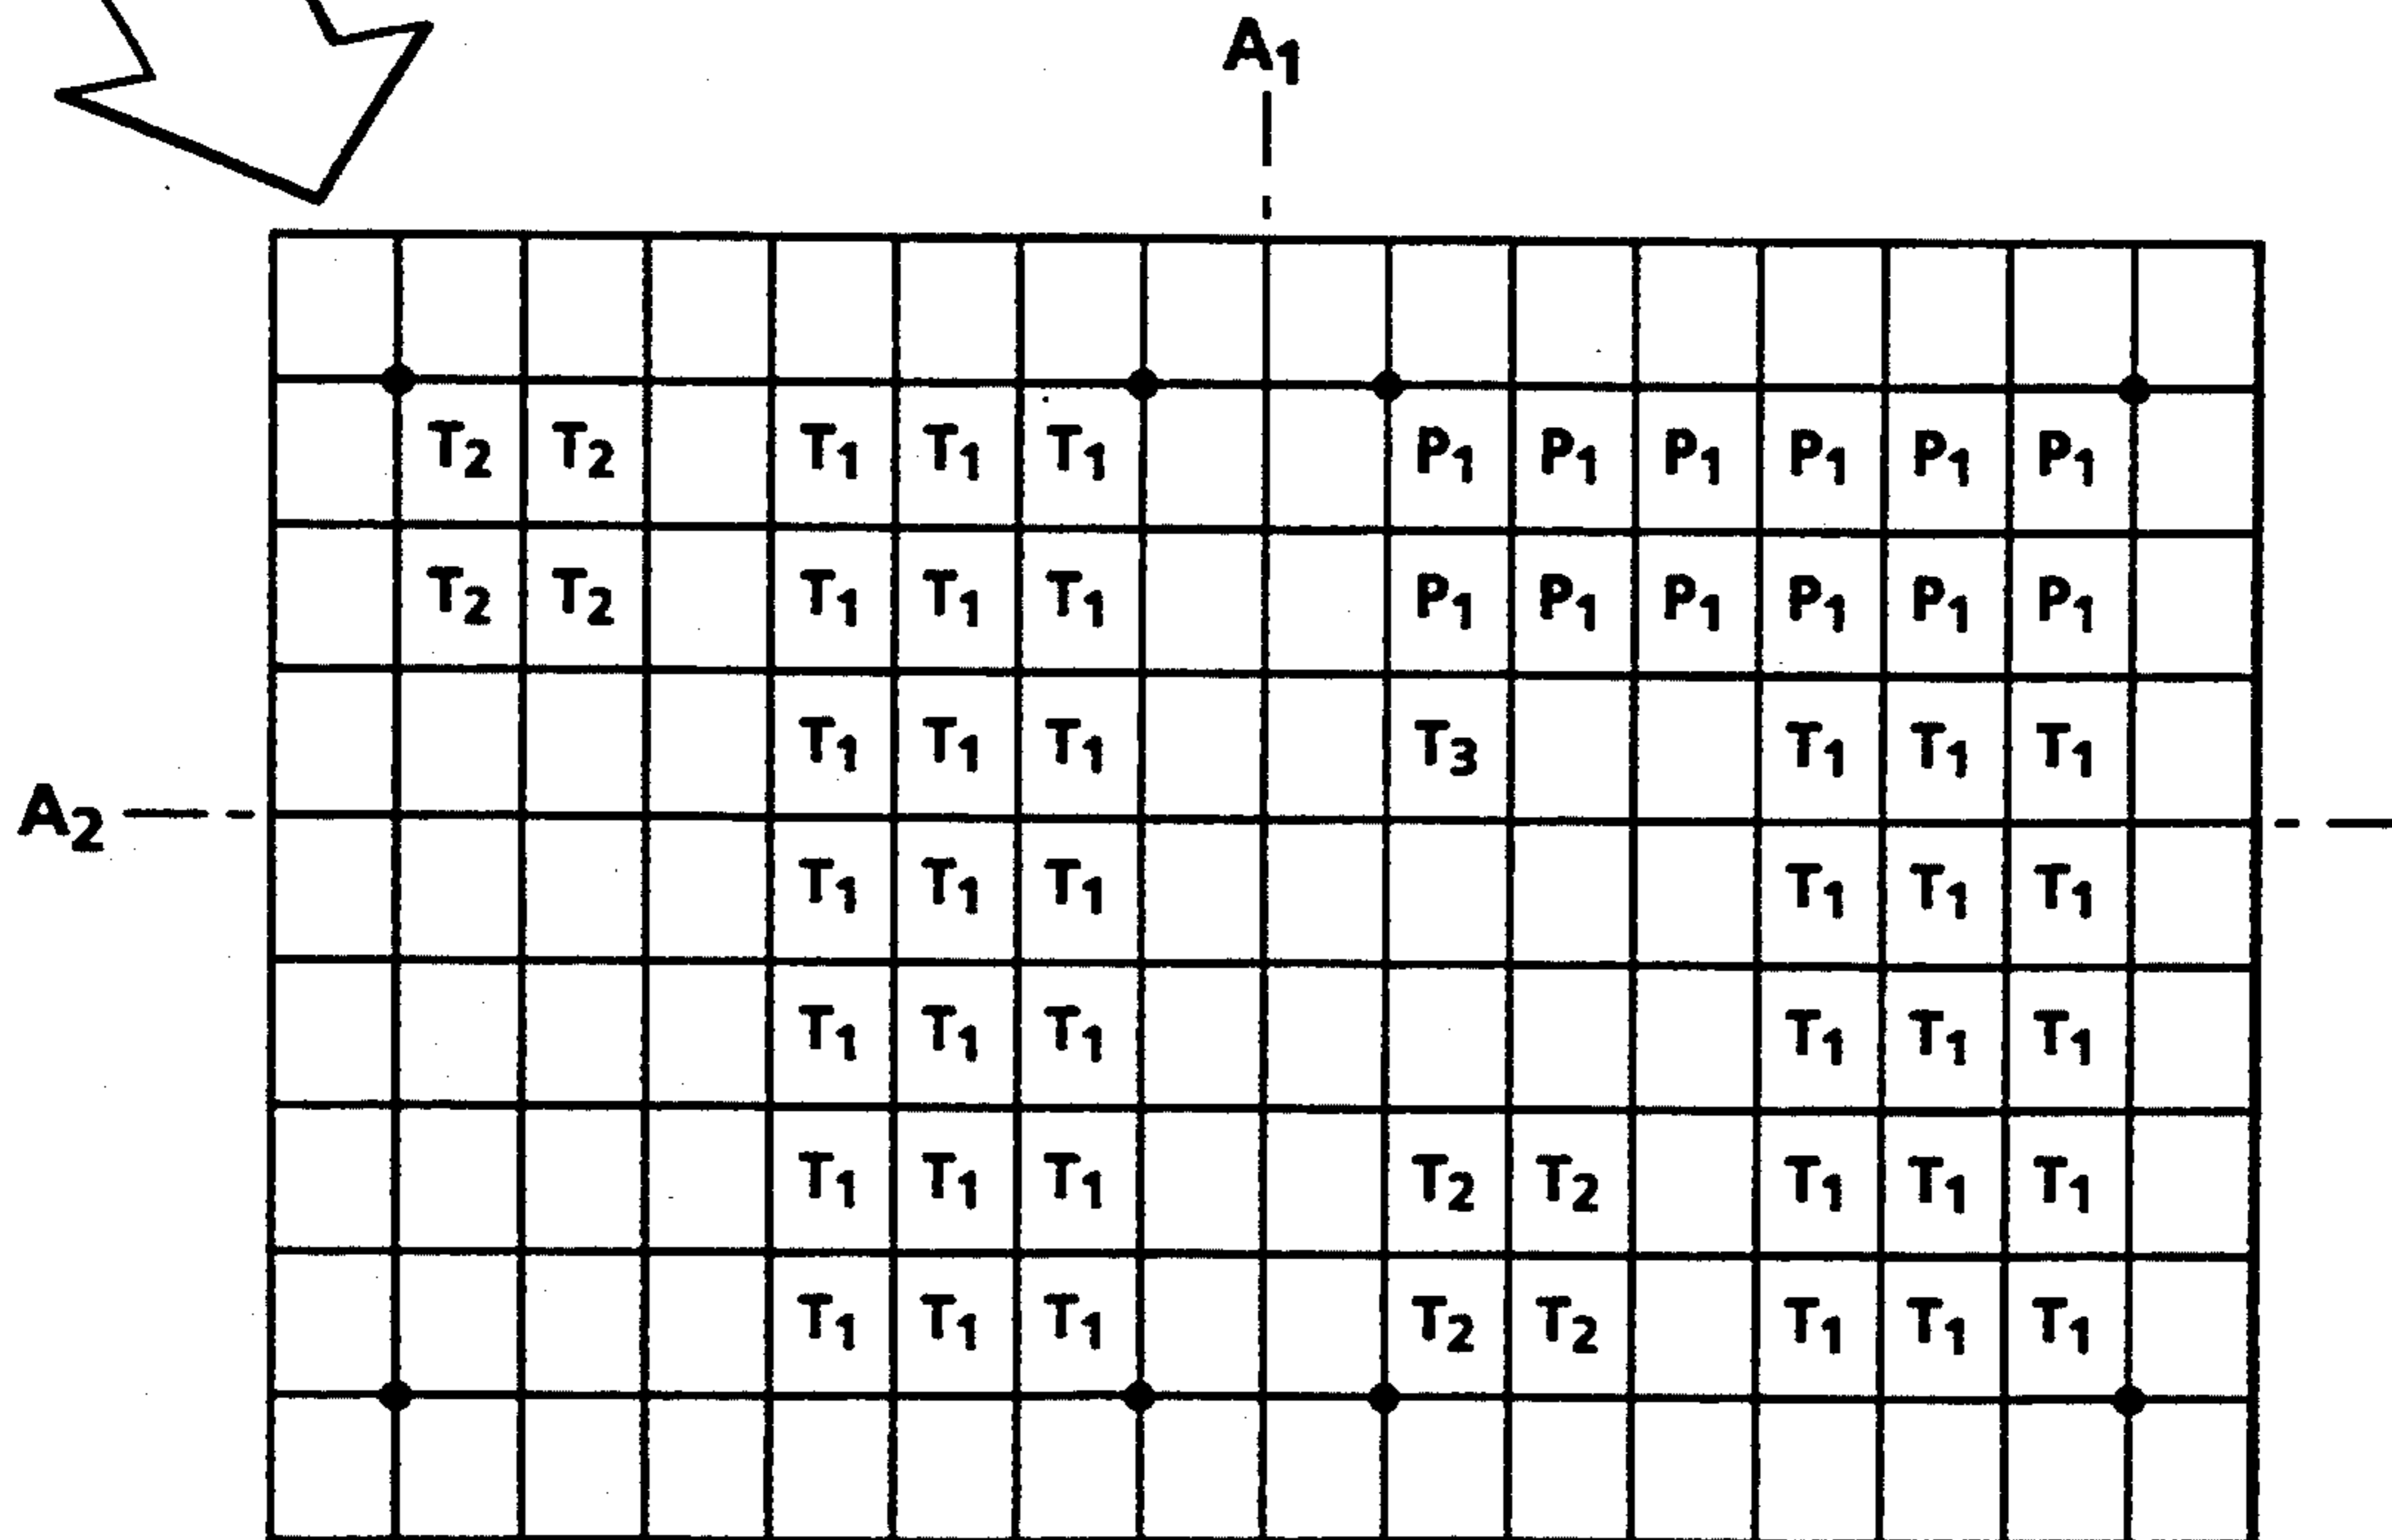 A₁
T₂ T₂ T₁ T₁ T₁ P₁ P₁ P₁ P₁ P₁ P₁
T₂ T₂ T₁ T₁ T₁ P₁ P₁ P₁ P₁ P₁ P₁
T₁ T₁ T₁ T₃ T₁ T₁ T₁
A₂
T₁ T₁ T₁ T₁ T₁ T₁
T₁ T₁ T₁ T₁ T₁ T₁
T₁ T₁ T₁ T₂ T₂ T₁ T₁ T₁
T₁ T₁ T₁ T₂ T₂ T₁ T₁ T₁